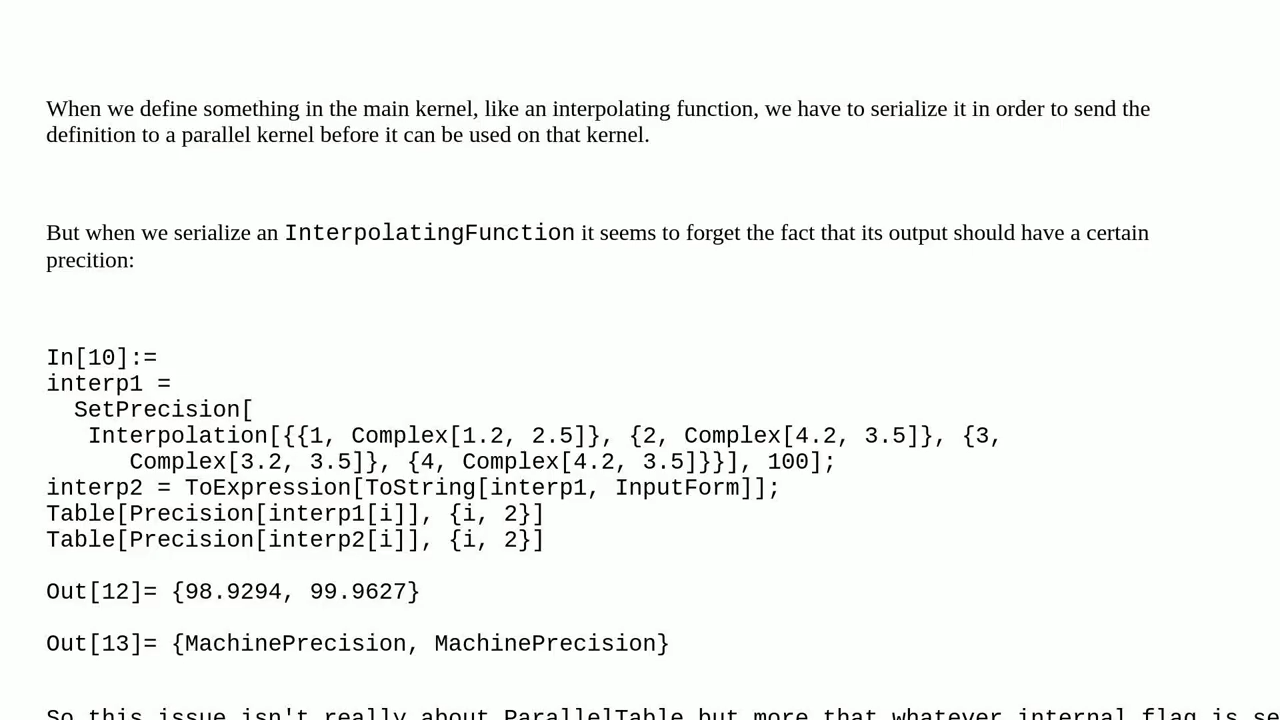 When we define something in the main kernel, like an interpolating function, we have to serialize it in order to send the
definition to a parallel kernel before it can be used on that kernel.
But when we serialize an InterpolatingFunction it seems to forget the fact that its output should have a certain
precition:
In[10]:=
interp1 =
  SetPrecision[
   Interpolation[{{1, Complex[1.2, 2.5]}, {2, Complex[4.2, 3.5]}, {3,
      Complex[3.2, 3.5]}, {4, Complex[4.2, 3.5]}}], 100];
interp2 = ToExpression[ToString[interp1, InputForm]];
Table[Precision[interp1[i]], {i, 2}]
Table[Precision[interp2[i]], {i, 2}]
Out[12]= {98.9294, 99.9627}
Out[13]= {MachinePrecision, MachinePrecision}
So this issue isn't really about ParallelTable but more that whatever internal flag is se